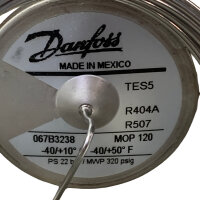 Danfoss
MADE IN MEXICO
TES5
R404A
R507
067B3238 MOP 120
-40/+10° -40/+50° F
PS 22 b MWP 320 psig